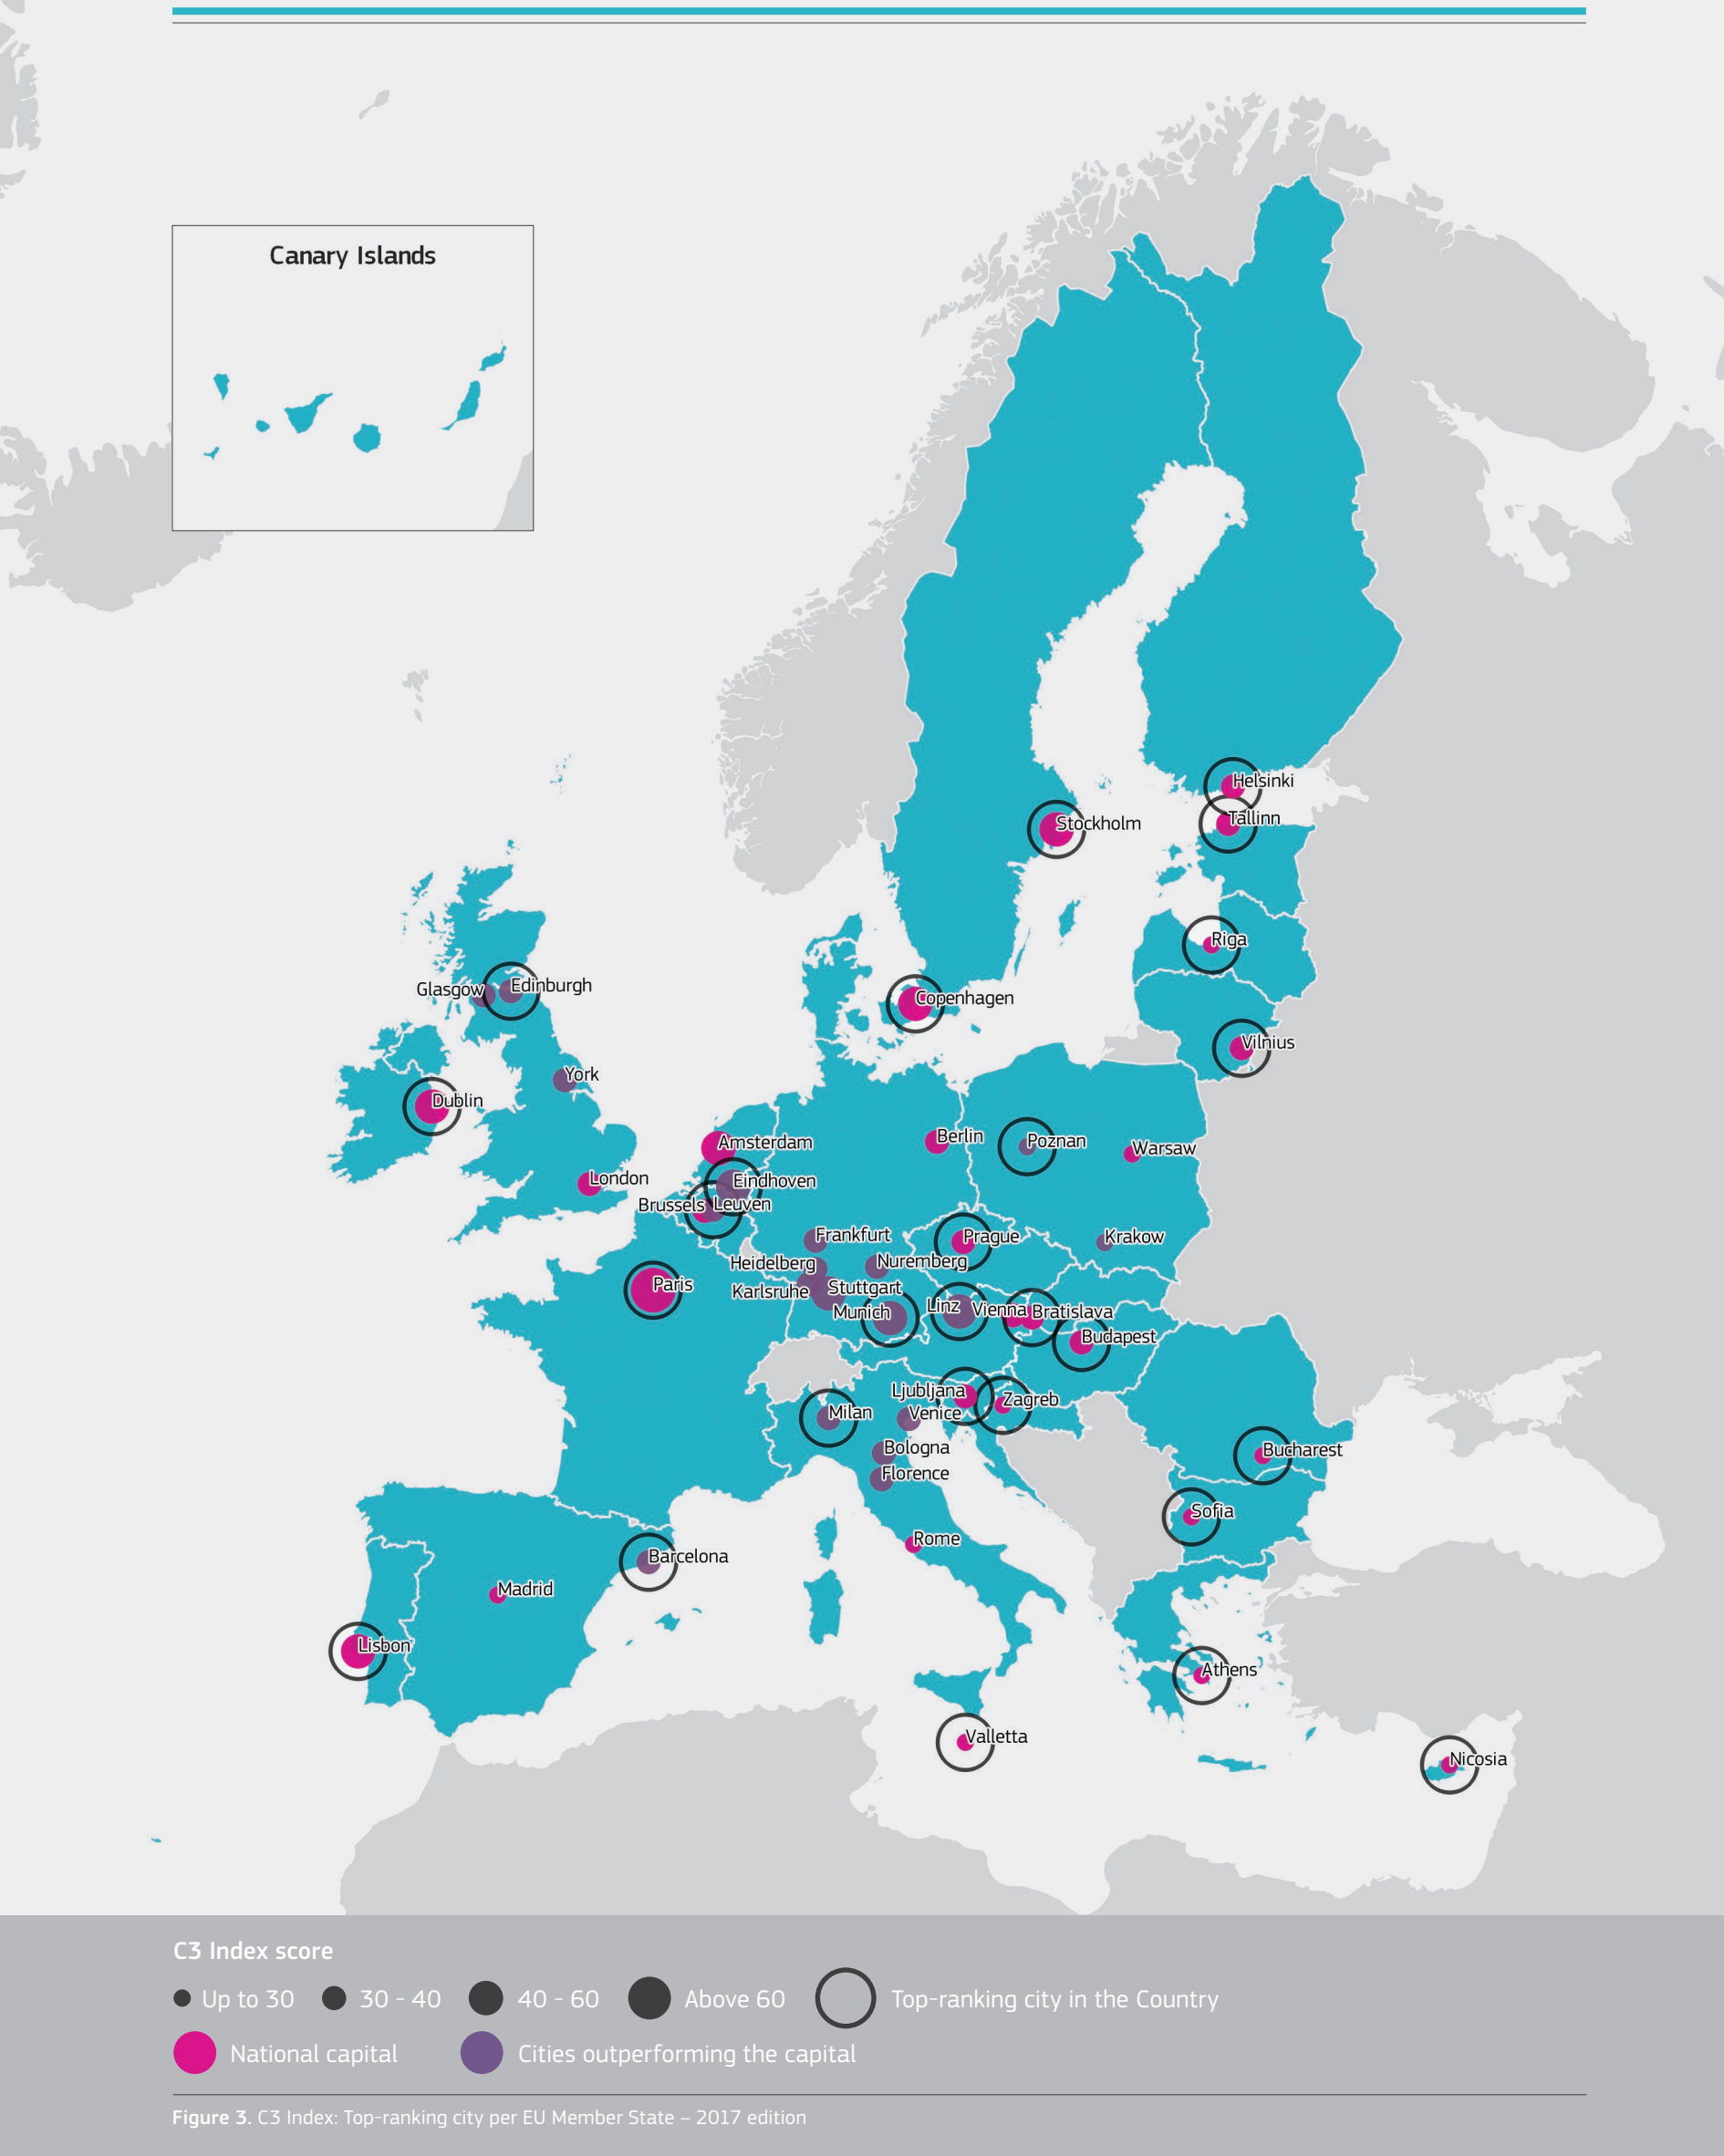 Canary Islands
Helsinki
Tallinn
Stockholm
Riga
Glasgow
Edinburgh
Copenhagen
Vilnius
York
Dublin
Amsterdam
Berlin
Poznan
Warsaw
London
Eindhoven
Brussels
Leuven
Frankfurt
Prague
Krakow
Heidelberg
Nuremberg
Paris
Karlsruhe
Stuttgart
Munich
Linz
Vienna
Bratislava
Budapest
Ljubljana
Zagreb
Milan
Venice
Bologna
Bucharest
Florence
Sofia
Rome
Barcelona
Madrid
Lisbon
Athens
Valletta
Nicosia
C3 Index score
Up to 30
30 - 40
40 - 60
Above 60
Top-ranking city in the Country
National capital
Cities outperforming the capital
Figure 3. C3 Index: Top-ranking city per EU Member State – 2017 edition